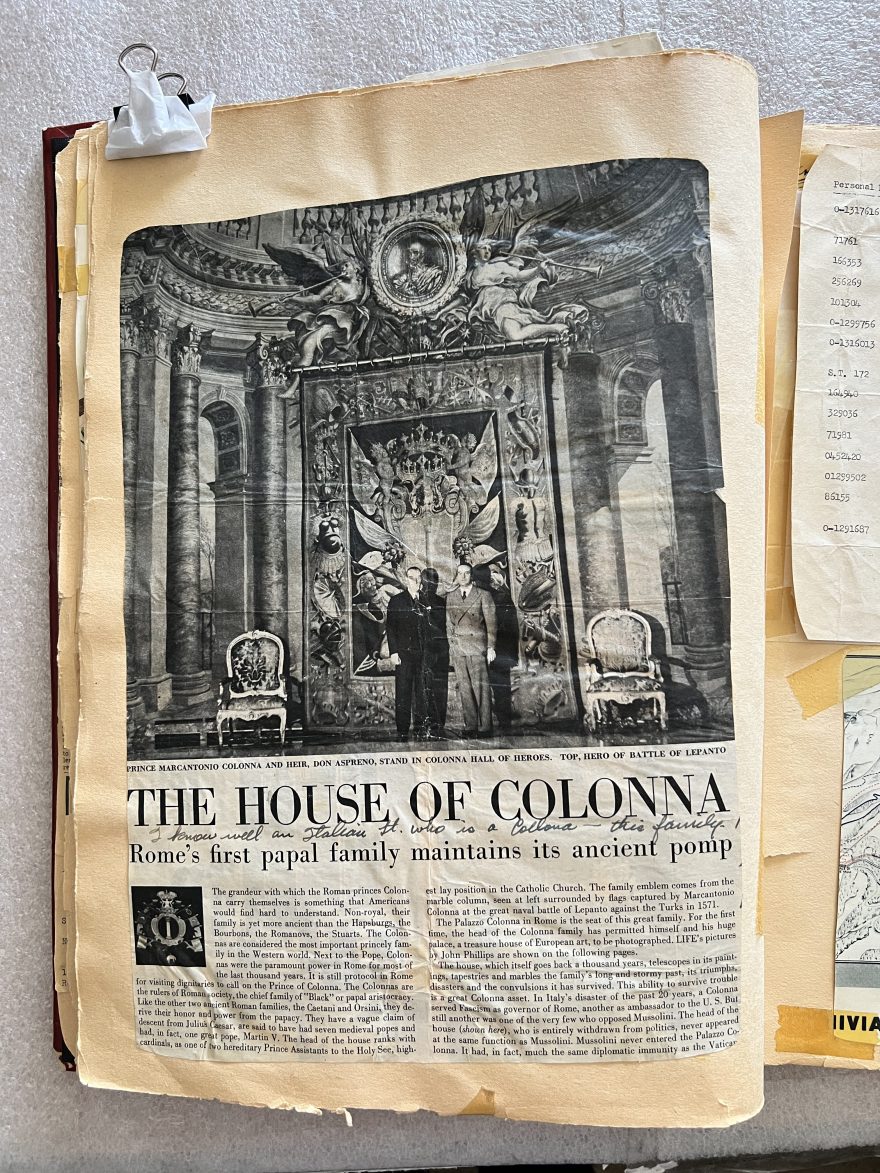 PRINCE MARCANTONIO COLONNA AND HEIR, DON ASPRENO, STAND IN COLONNA HALL OF HEROES. TOP, HERO OF BATTLE OF LEPANTO
THE HOUSE OF COLONNA
I know well an Italian Lt. who is a Collona — this family.
Rome's first papal family maintains its ancient pomp
The grandeur with which the Roman princes Colon-
na carry themselves is something that Americans
would find hard to understand. Non-royal, their
family is yet more ancient than the Hapsburgs, the
Bourbons, the Romanovs, the Stuarts. The Colon-
nas are considered the most important princely fam-
ily in the Western world. Next to the Pope, Colon-
nas were the paramount power in Rome for most of
the last thousand years. It is still protocol in Rome
for visiting dignitaries to call on the Prince of Colonna. The Colonnas are
the rulers of Roman society, the chief family of "Black" or papal aristocracy.
Like the other two ancient Roman families, the Caetani and Orsini, they de-
rive their honor and power from the papacy. They have a vague claim of
descent from Julius Caesar, are said to have had seven medieval popes and
had, in fact, one great pope, Martin V. The head of the house ranks with
cardinals, as one of two hereditary Prince Assistants to the Holy See, high-
est lay position in the Catholic Church. The family emblem comes from the
marble column, seen at left surrounded by flags captured by Marcantonio
Colonna at the great naval battle of Lepanto against the Turks in 1571.
The Palazzo Colonna in Rome is the seat of this great family. For the first
time, the head of the Colonna family has permitted himself and his huge
palace, a treasure house of European art, to be photographed. LIFE's pictures
by John Phillips are shown on the following pages.
The house, which itself goes back a thousand years, telescopes in its paint-
ings, tapestries and marbles the family's long and stormy past, its triumphs,
disasters and the convulsions it has survived. This ability to survive trouble
is a great Colonna asset. In Italy's disaster of the past 20 years, a Colonna
served Fascism as governor of Rome, another as ambassador to the U. S. But
still another was one of the very few who opposed Mussolini. The head of the
house (shown here), who is entirely withdrawn from politics, never appeared
at the same function as Mussolini. Mussolini never entered the Palazzo Co-
lonna. It had, in fact, much the same diplomatic immunity as the Vatican
Personal
0-1317616
71761
166353
256269
101304
0-1299756
0-1316013
S.T. 172
164940
329036
71981
0452420
01299502
86155
0-1291687
IVIA